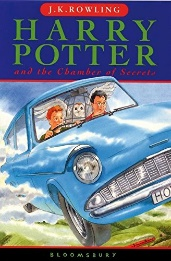 J.K.ROWLING
HARRY
POTTER
and the Chamber of Secrets
BLOOMSBURY